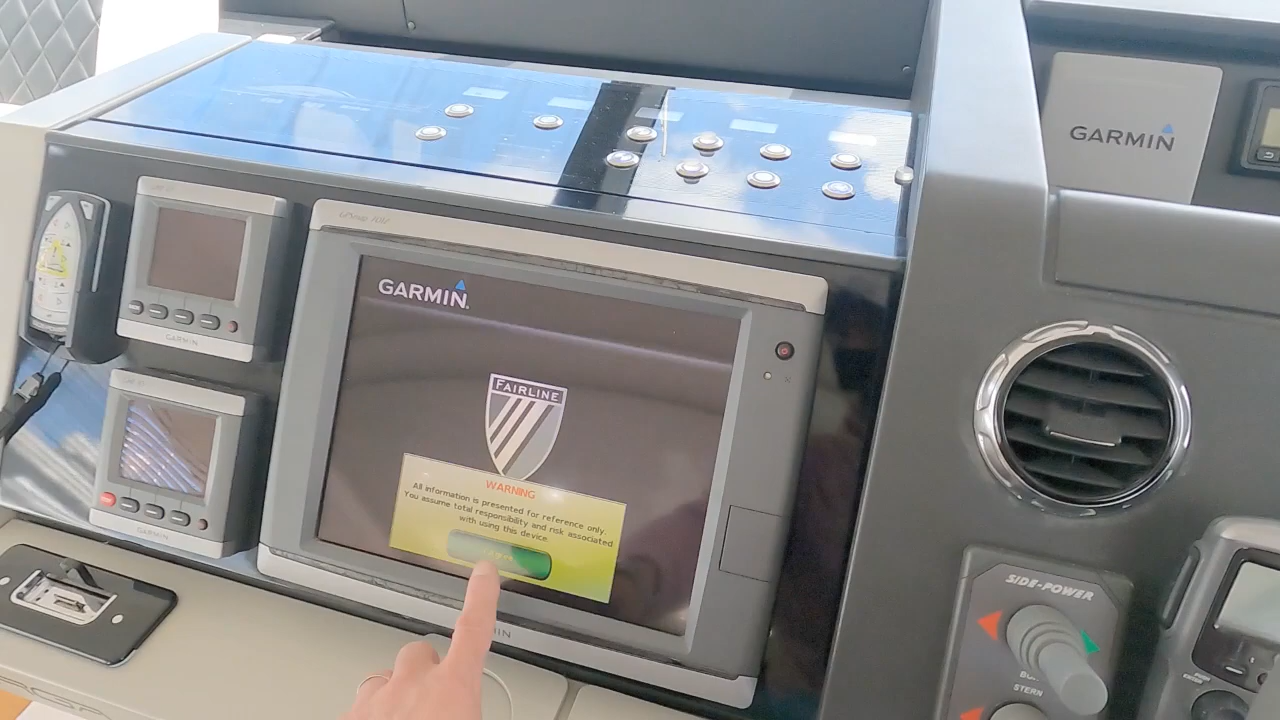 GARMIN
GARMIN
FAIRLINE
WARNING
All information is presented for reference only.
You assume total responsibility and risk associated
with using this device.
GARMIN
GARMIN
SIDE-POWER
STERN